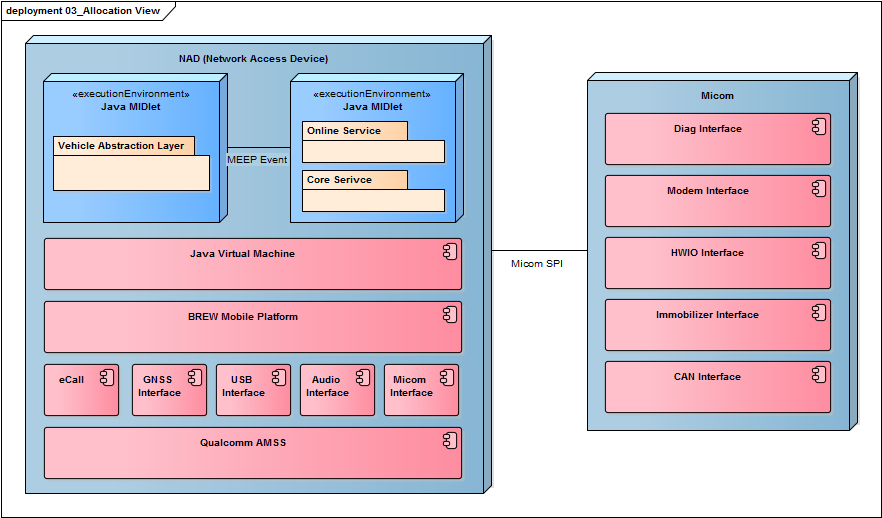 deployment 03_Allocation View
NAD (Network Access Device)
«executionEnvironment»
Java MIDlet
Vehicle Abstraction Layer
MEEP Event
«executionEnvironment»
Java MIDlet
Online Service
Core Serivce
Java Virtual Machine
BREW Mobile Platform
eCall
GNSS
Interface
USB
Interface
Audio
Interface
Micom
Interface
Qualcomm AMSS
Micom SPI
Micom
Diag Interface
Modem Interface
HWIO Interface
Immobilizer Interface
CAN Interface